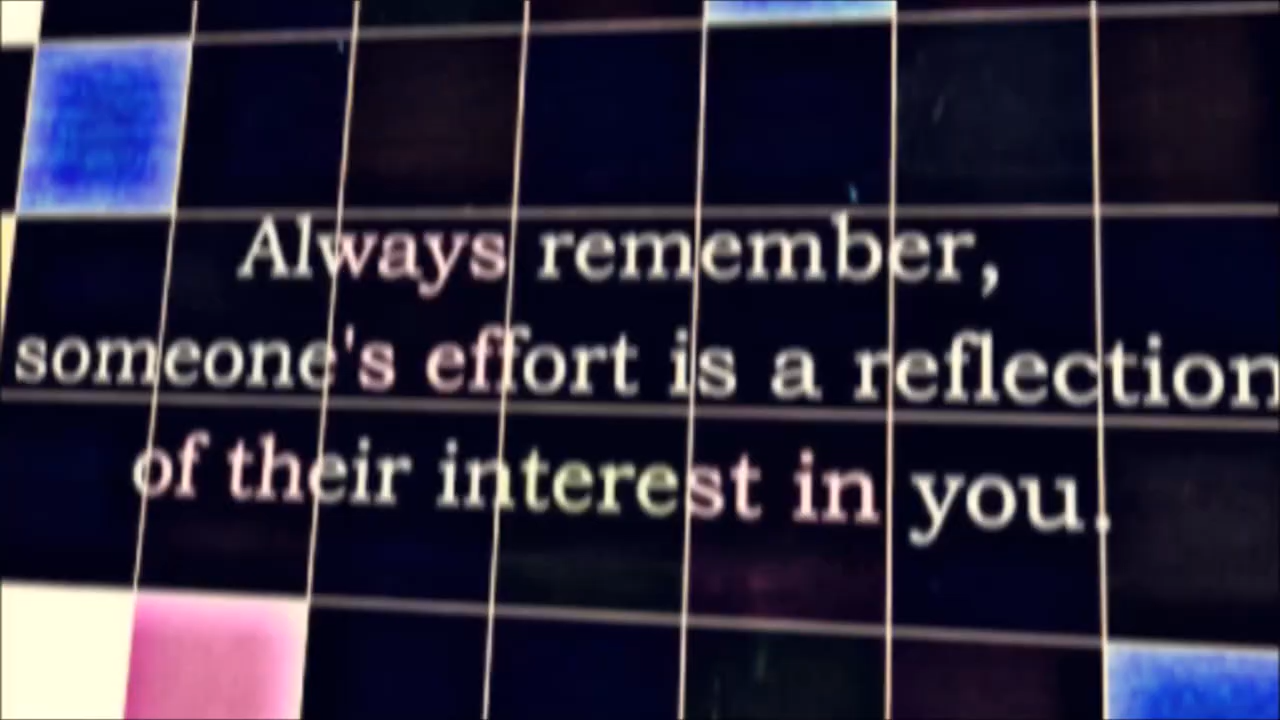 Always remember,
someone's effort is a reflection
of their interest in you.